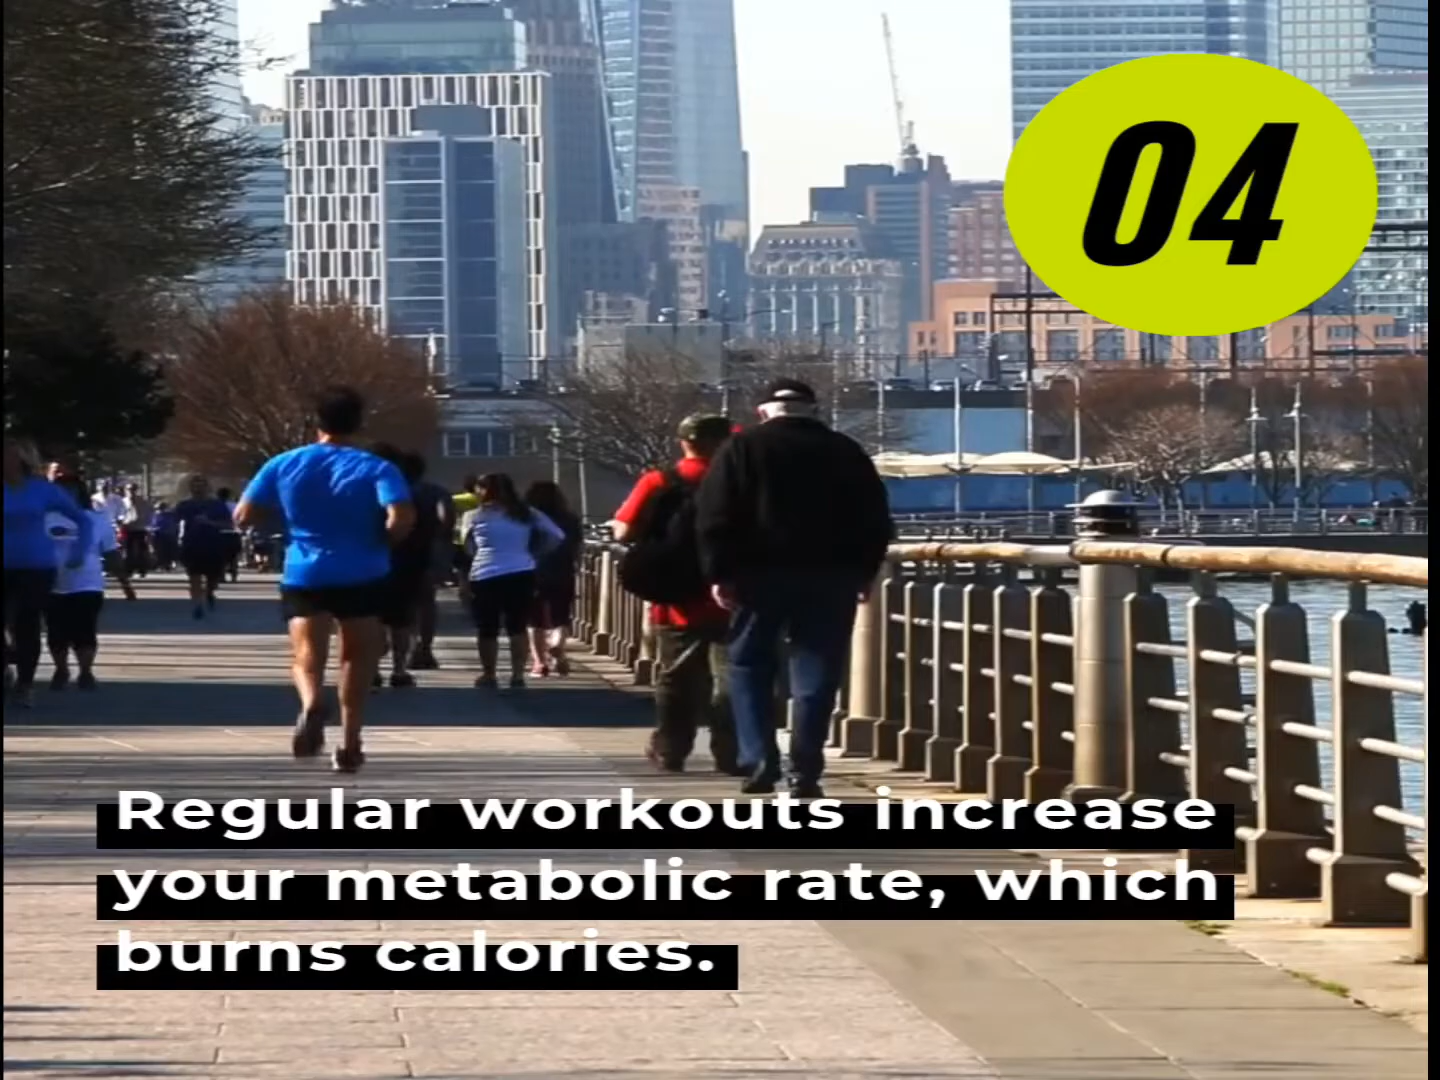 04
Regular workouts increase
your metabolic rate, which
burns calories.